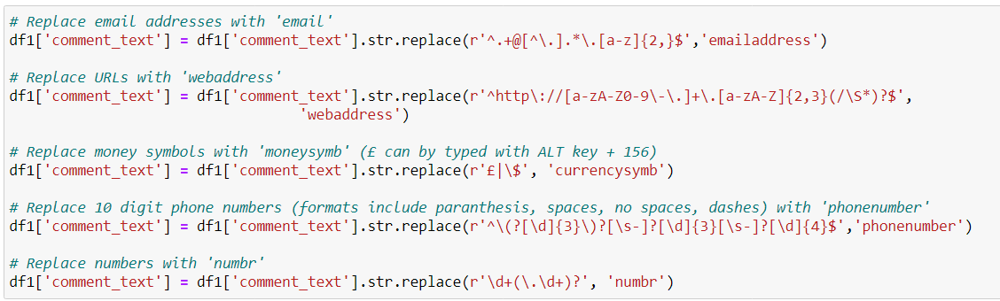 # Replace email addresses with 'email'
df1['comment_text'] = df1['comment_text'].str.replace(r'^.+@[^\.].*\.[a-z]{2,}$','emailaddress')
# Replace URLs with 'webaddress'
df1['comment_text'] = df1['comment_text'].str.replace(r'^http\://[a-zA-Z0-9\-\.]+\.[a-zA-Z]{2,3}(/\S*)?$',
'webaddress')
# Replace money symbols with 'moneysymb' (£ can by typed with ALT key + 156)
df1['comment_text'] = df1['comment_text'].str.replace(r'£|\$', 'currencysymb')
# Replace 10 digit phone numbers (formats include paranthesis, spaces, no spaces, dashes) with 'phonenumber'
df1['comment_text'] = df1['comment_text'].str.replace(r'^\(?[\d]{3}\)?[\s-]?[\d]{3}[\s-]?[\d]{4}$','phonenumber')
# Replace numbers with 'numbr'
df1['comment_text'] = df1['comment_text'].str.replace(r'\d+(\.\d+)?', 'numbr')